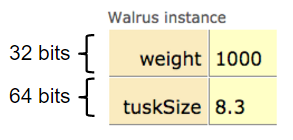 Walrus instance
32 bits { weight 1000
64 bits { tuskSize 8.3